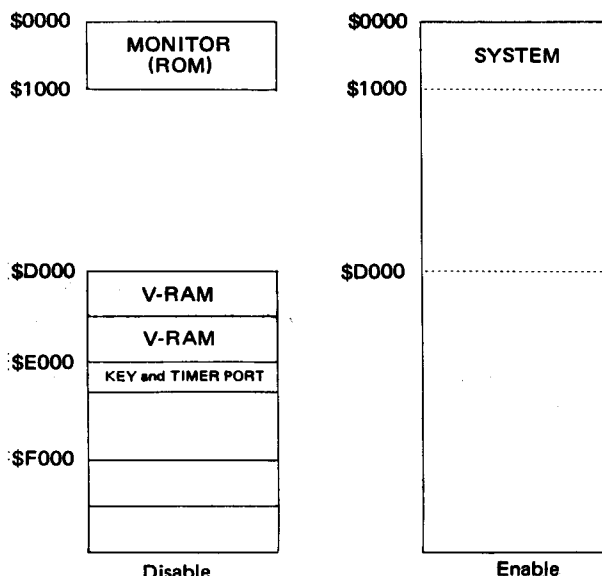 $0000
MONITOR
(ROM)
$1000
$D000
V-RAM
V-RAM
$E000
KEY and TIMER PORT
$F000
Disable
$0000
SYSTEM
$1000
$D000
Enable